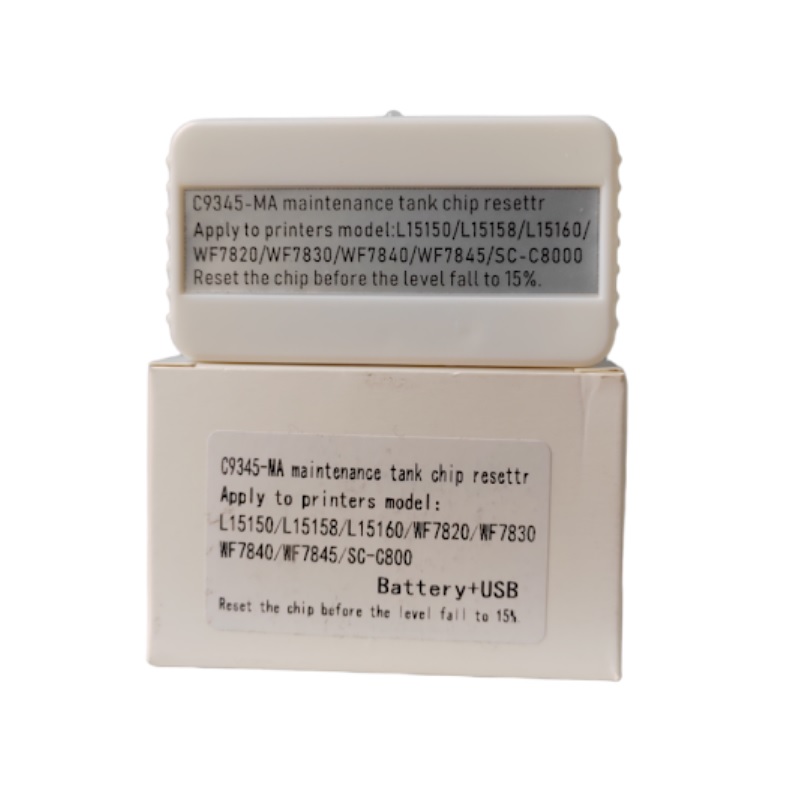 C9345-MA maintenance tank chip resettr
Apply to printers model:L15150/L15158/L15160/
WF7820/WF7830/WF7840/WF7845/SC-C8000
Reset the chip before the level fall to 15%.
C9345-MA maintenance tank chip resettr
Apply to printers model:
L15150/L15158/L15160/WF7820/WF7830
WF7840/WF7845/SC-C800
Battery+USB
Reset the chip before the level fall to 15%.